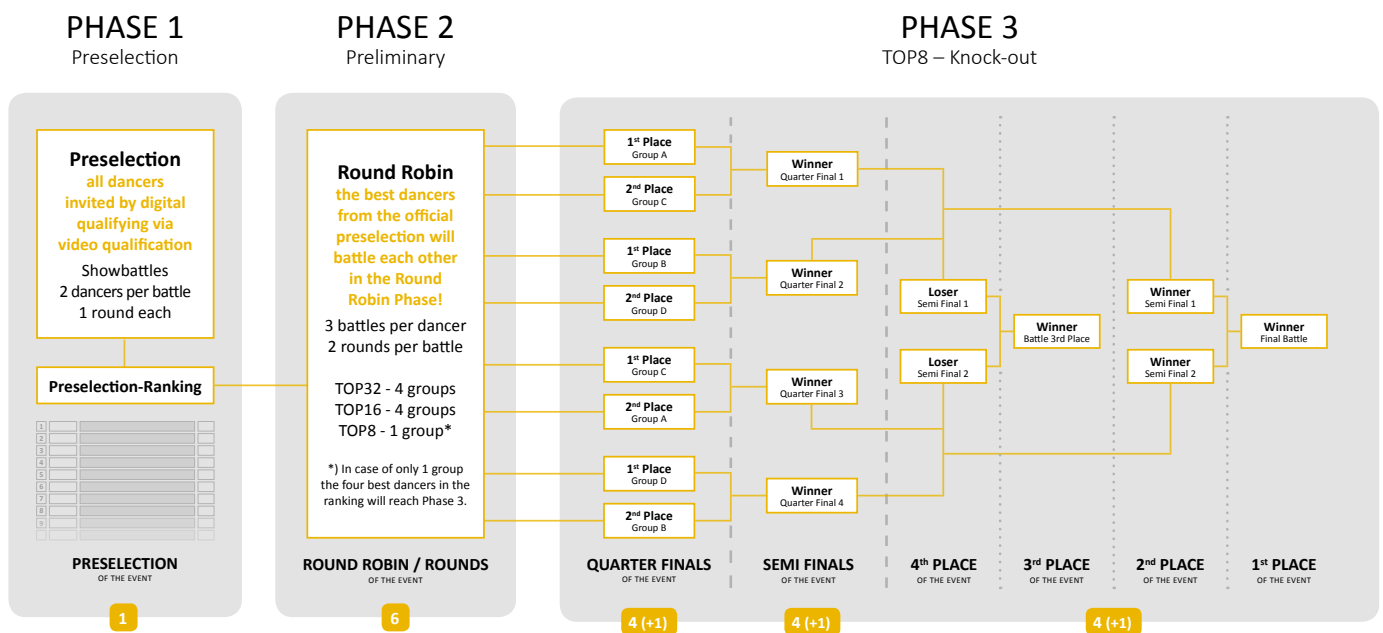 PHASE 1
Preselection
PHASE 2
Preliminary
PHASE 3
TOP8 – Knock-out
Preselection
all dancers
invited by digital
qualifying via
video qualification
Showbattles
2 dancers per battle
1 round each
Preselection-Ranking
1
2
3
4
5
6
7
8
9
PRESELECTION
OF THE EVENT
1
Round Robin
the best dancers
from the official
preselection will
battle each other
in the Round
Robin Phase!
3 battles per dancer
2 rounds per battle
TOP32 - 4 groups
TOP16 - 4 groups
TOP8 - 1 group*
*) In case of only 1 group
the four best dancers in the
ranking will reach Phase 3.
ROUND ROBIN / ROUNDS
OF THE EVENT
6
1st Place
Group A
2nd Place
Group C
1st Place
Group B
2nd Place
Group D
1st Place
Group C
2nd Place
Group A
1st Place
Group D
2nd Place
Group B
QUARTER FINALS
OF THE EVENT
4 (+1)
Winner
Quarter Final 1
Winner
Quarter Final 2
Winner
Quarter Final 3
Winner
Quarter Final 4
SEMI FINALS
OF THE EVENT
4 (+1)
Loser
Semi Final 1
Loser
Semi Final 2
4th PLACE
OF THE EVENT
Winner
Battle 3rd Place
3rd PLACE
OF THE EVENT
Winner
Semi Final 1
Winner
Semi Final 2
2nd PLACE
OF THE EVENT
Winner
Final Battle
1st PLACE
OF THE EVENT
4 (+1)